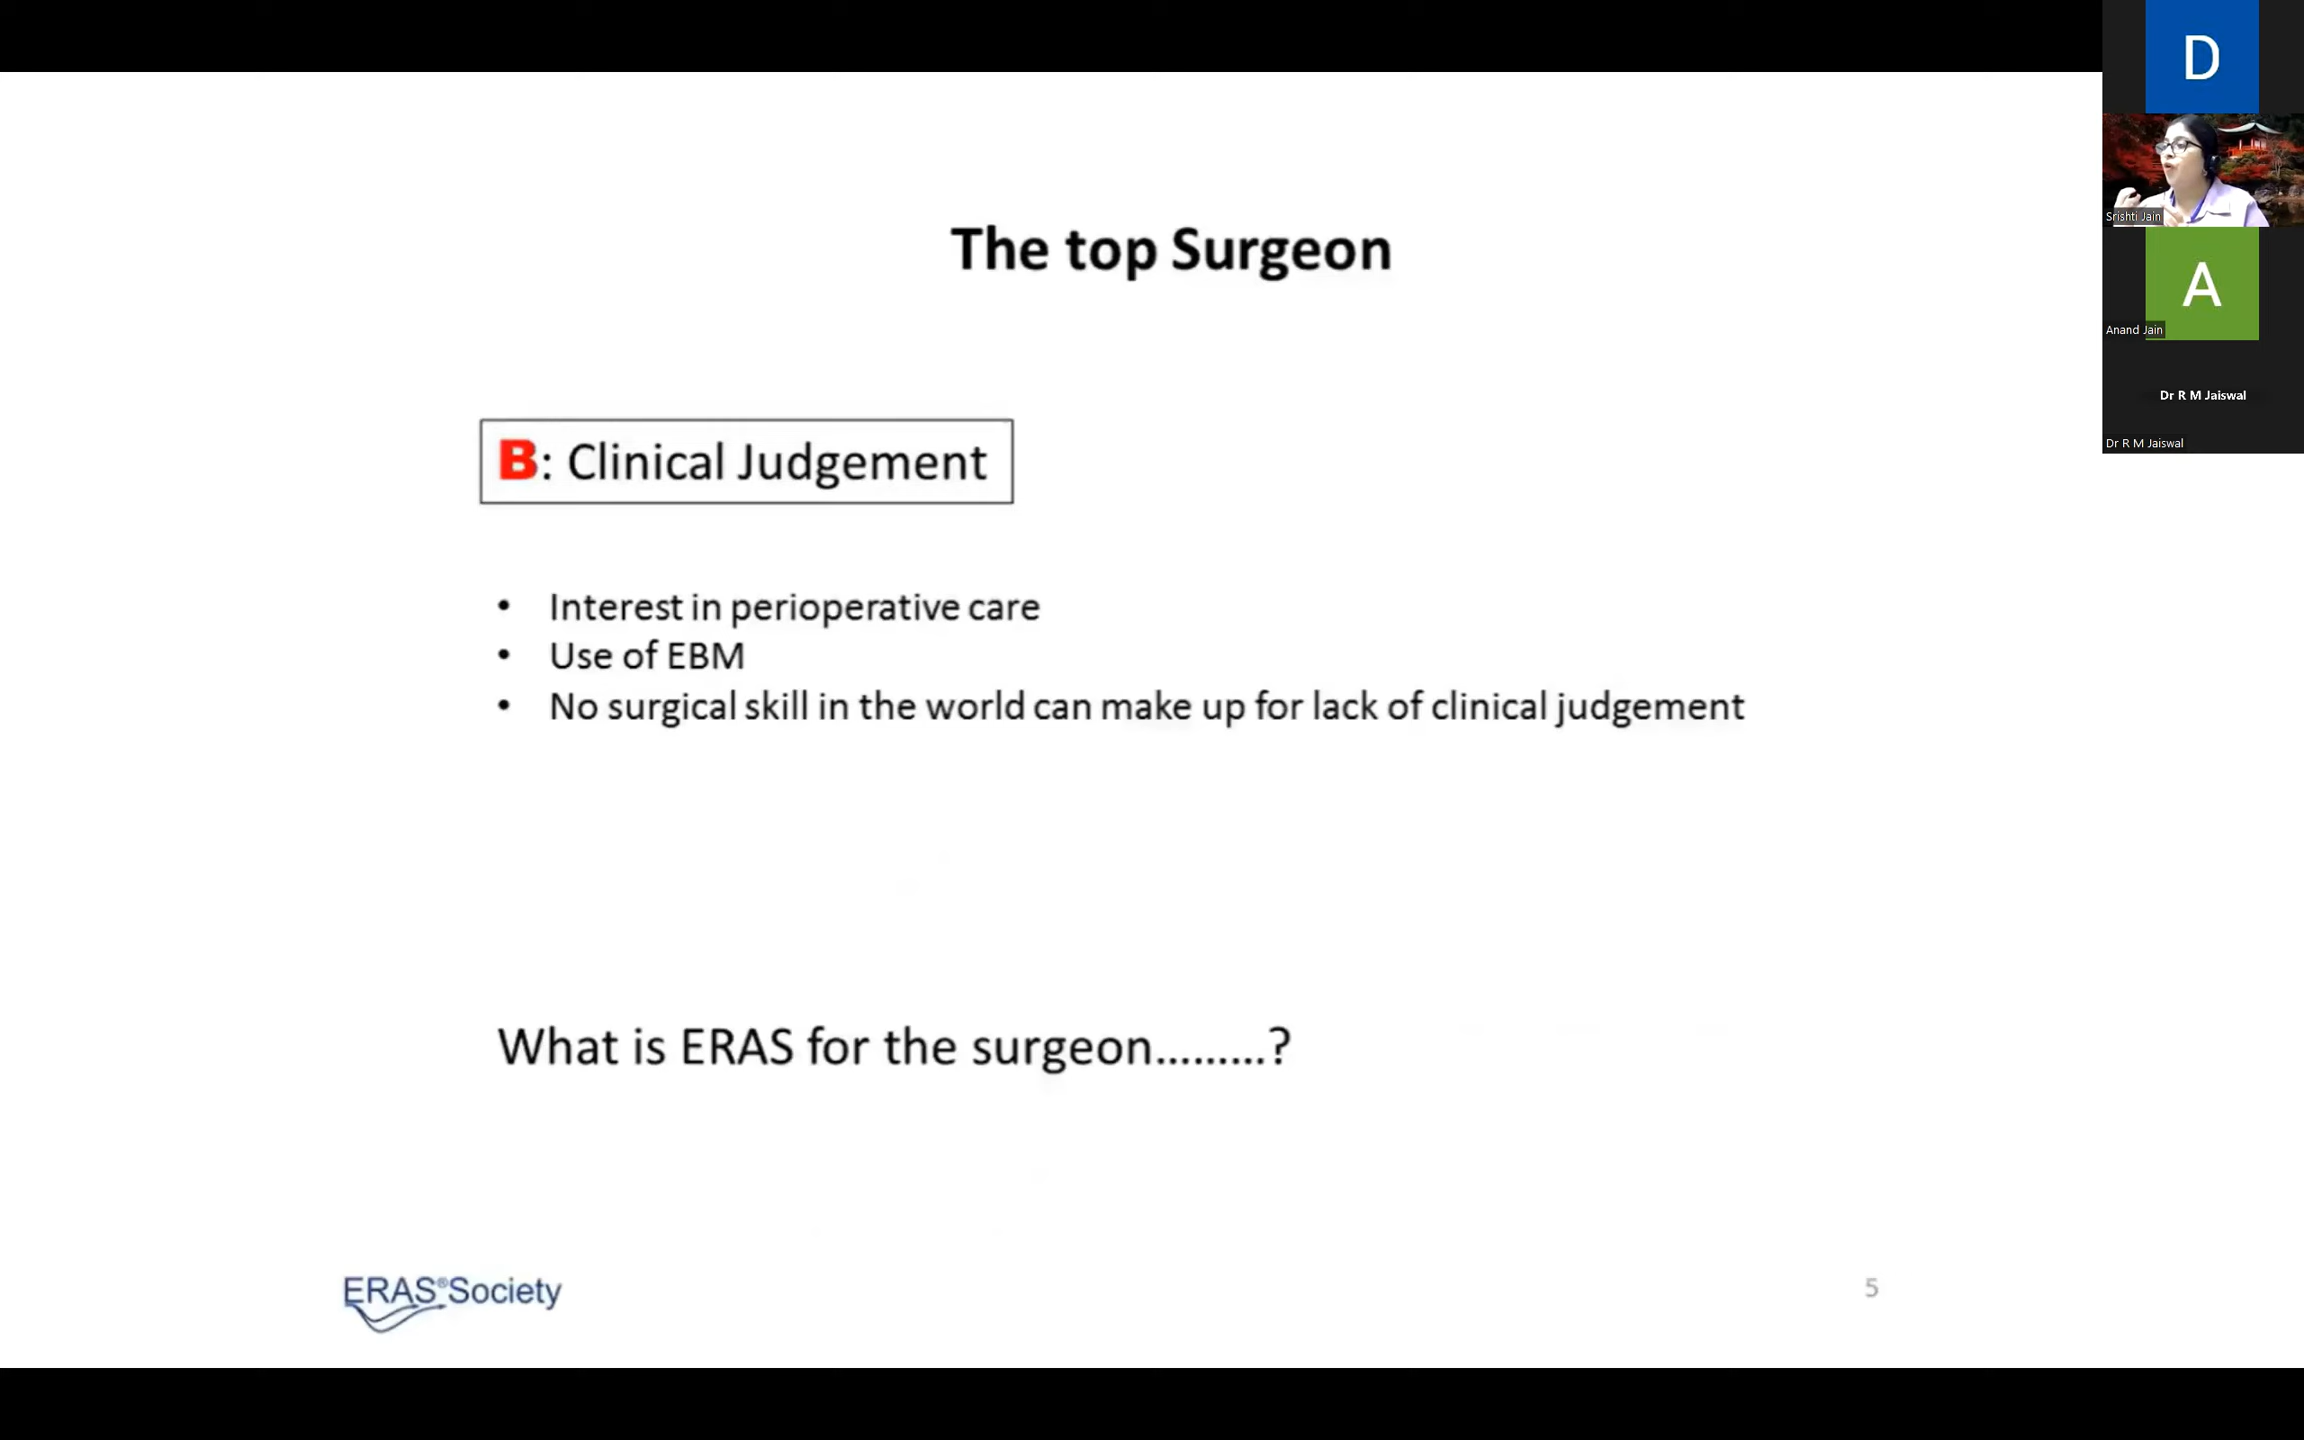 The top Surgeon
B: Clinical Judgement
• Interest in perioperative care
• Use of EBM
• No surgical skill in the world can make up for lack of clinical judgement
What is ERAS for the surgeon.........?
ERAS®Society
5
D
Srishti Jain
A
Anand Jain
Dr R M Jaiswal
Dr R M Jaiswal